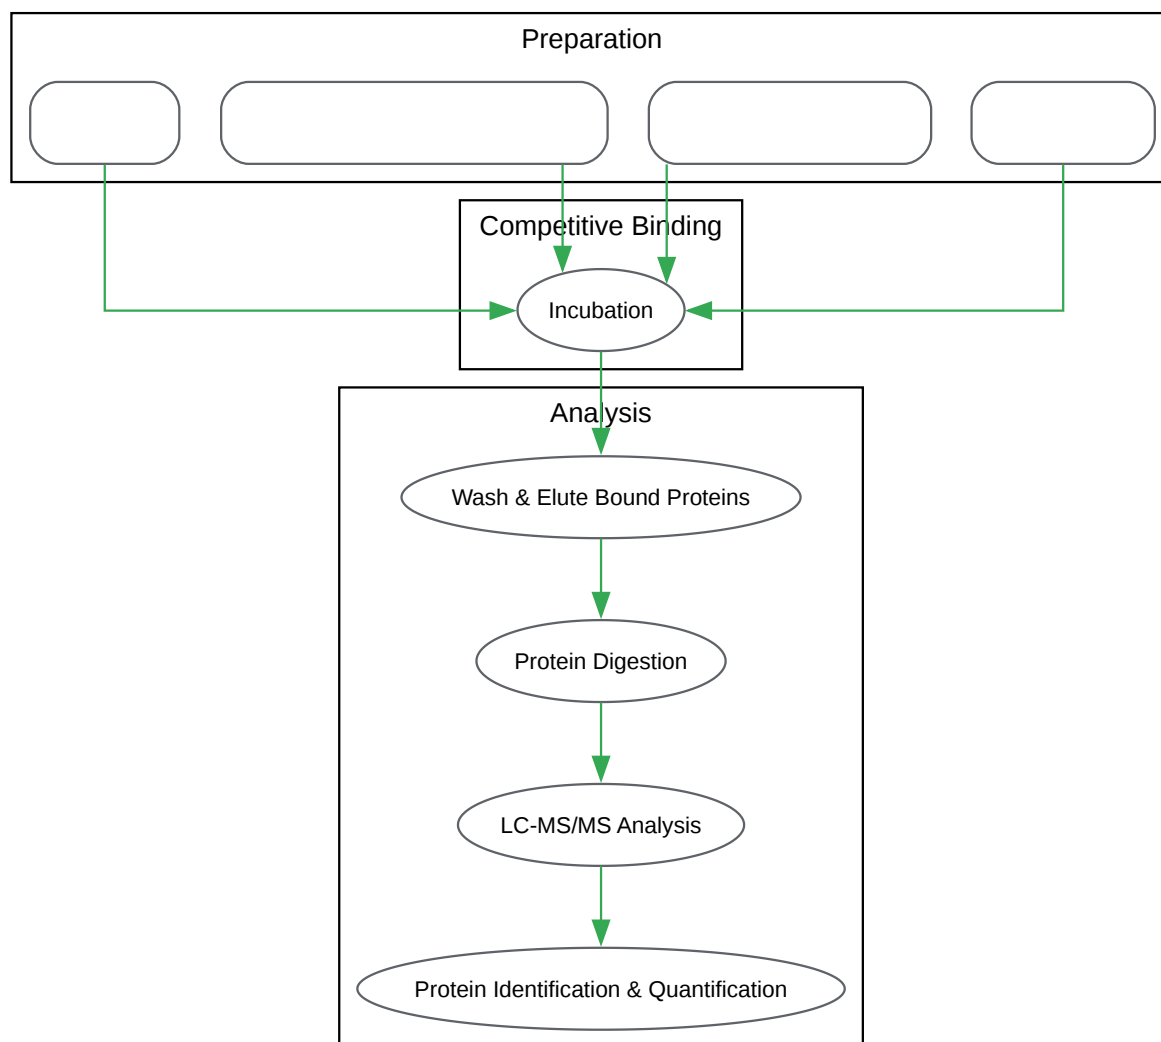 Preparation
Competitive Binding
Incubation
Analysis
Wash & Elute Bound Proteins
Protein Digestion
LC-MS/MS Analysis
Protein Identification & Quantification